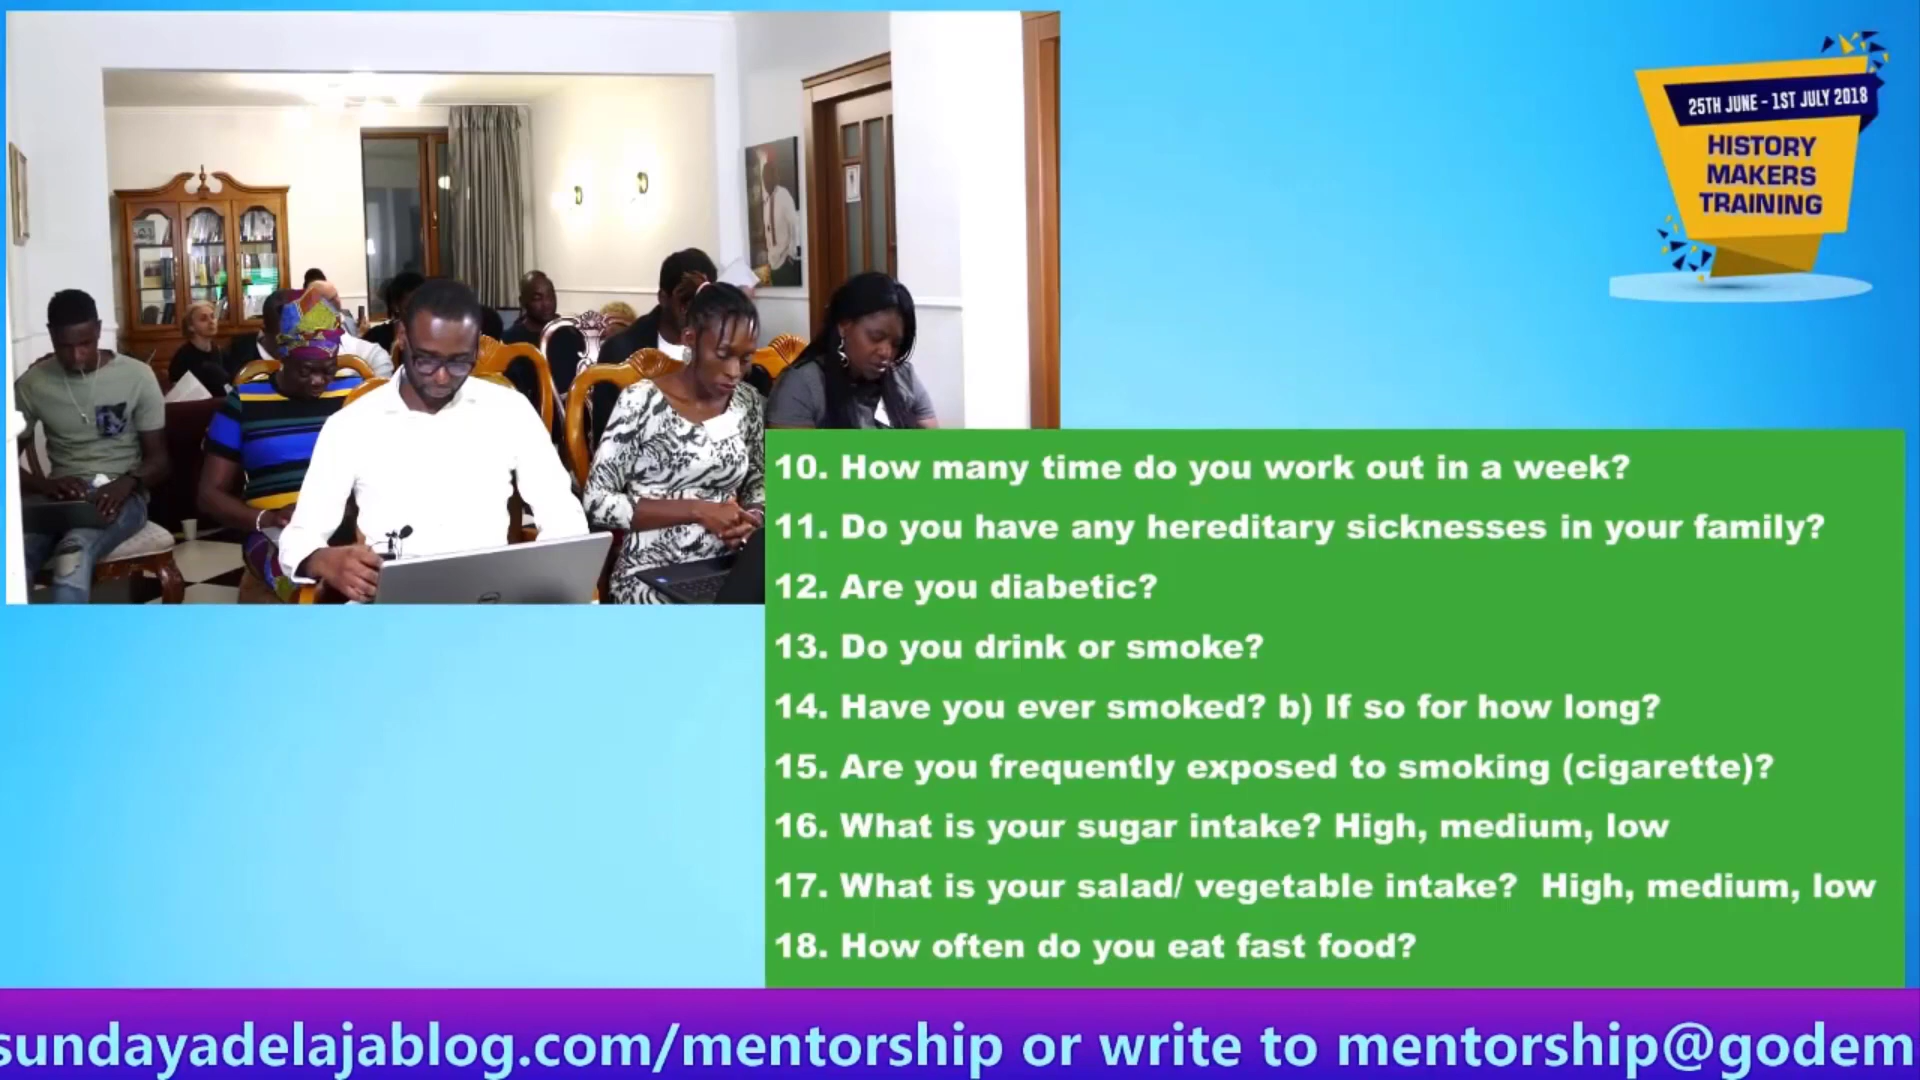 25TH JUNE - 1ST JULY 2018
HISTORY
MAKERS
TRAINING
10. How many time do you work out in a week?
11. Do you have any hereditary sicknesses in your family?
12. Are you diabetic?
13. Do you drink or smoke?
14. Have you ever smoked? b) If so for how long?
15. Are you frequently exposed to smoking (cigarette)?
16. What is your sugar intake? High, medium, low
17. What is your salad/ vegetable intake? High, medium, low
18. How often do you eat fast food?
sundayadelajablog.com/mentorship or write to mentorship@godem